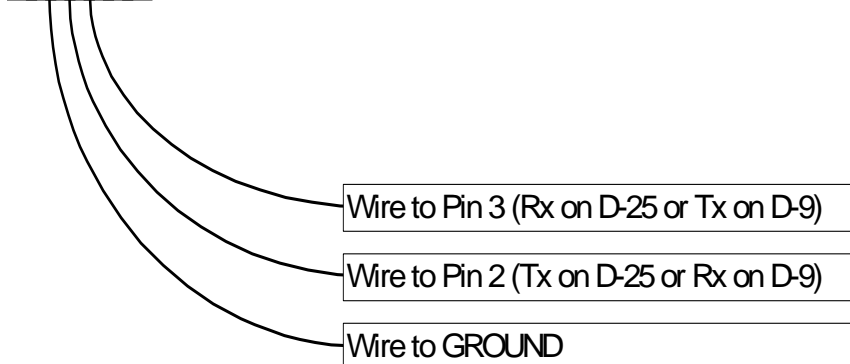 Wire to Pin 3 (Rx on D-25 or Tx on D-9)
Wire to Pin 2 (Tx on D-25 or Rx on D-9)
Wire to GROUND